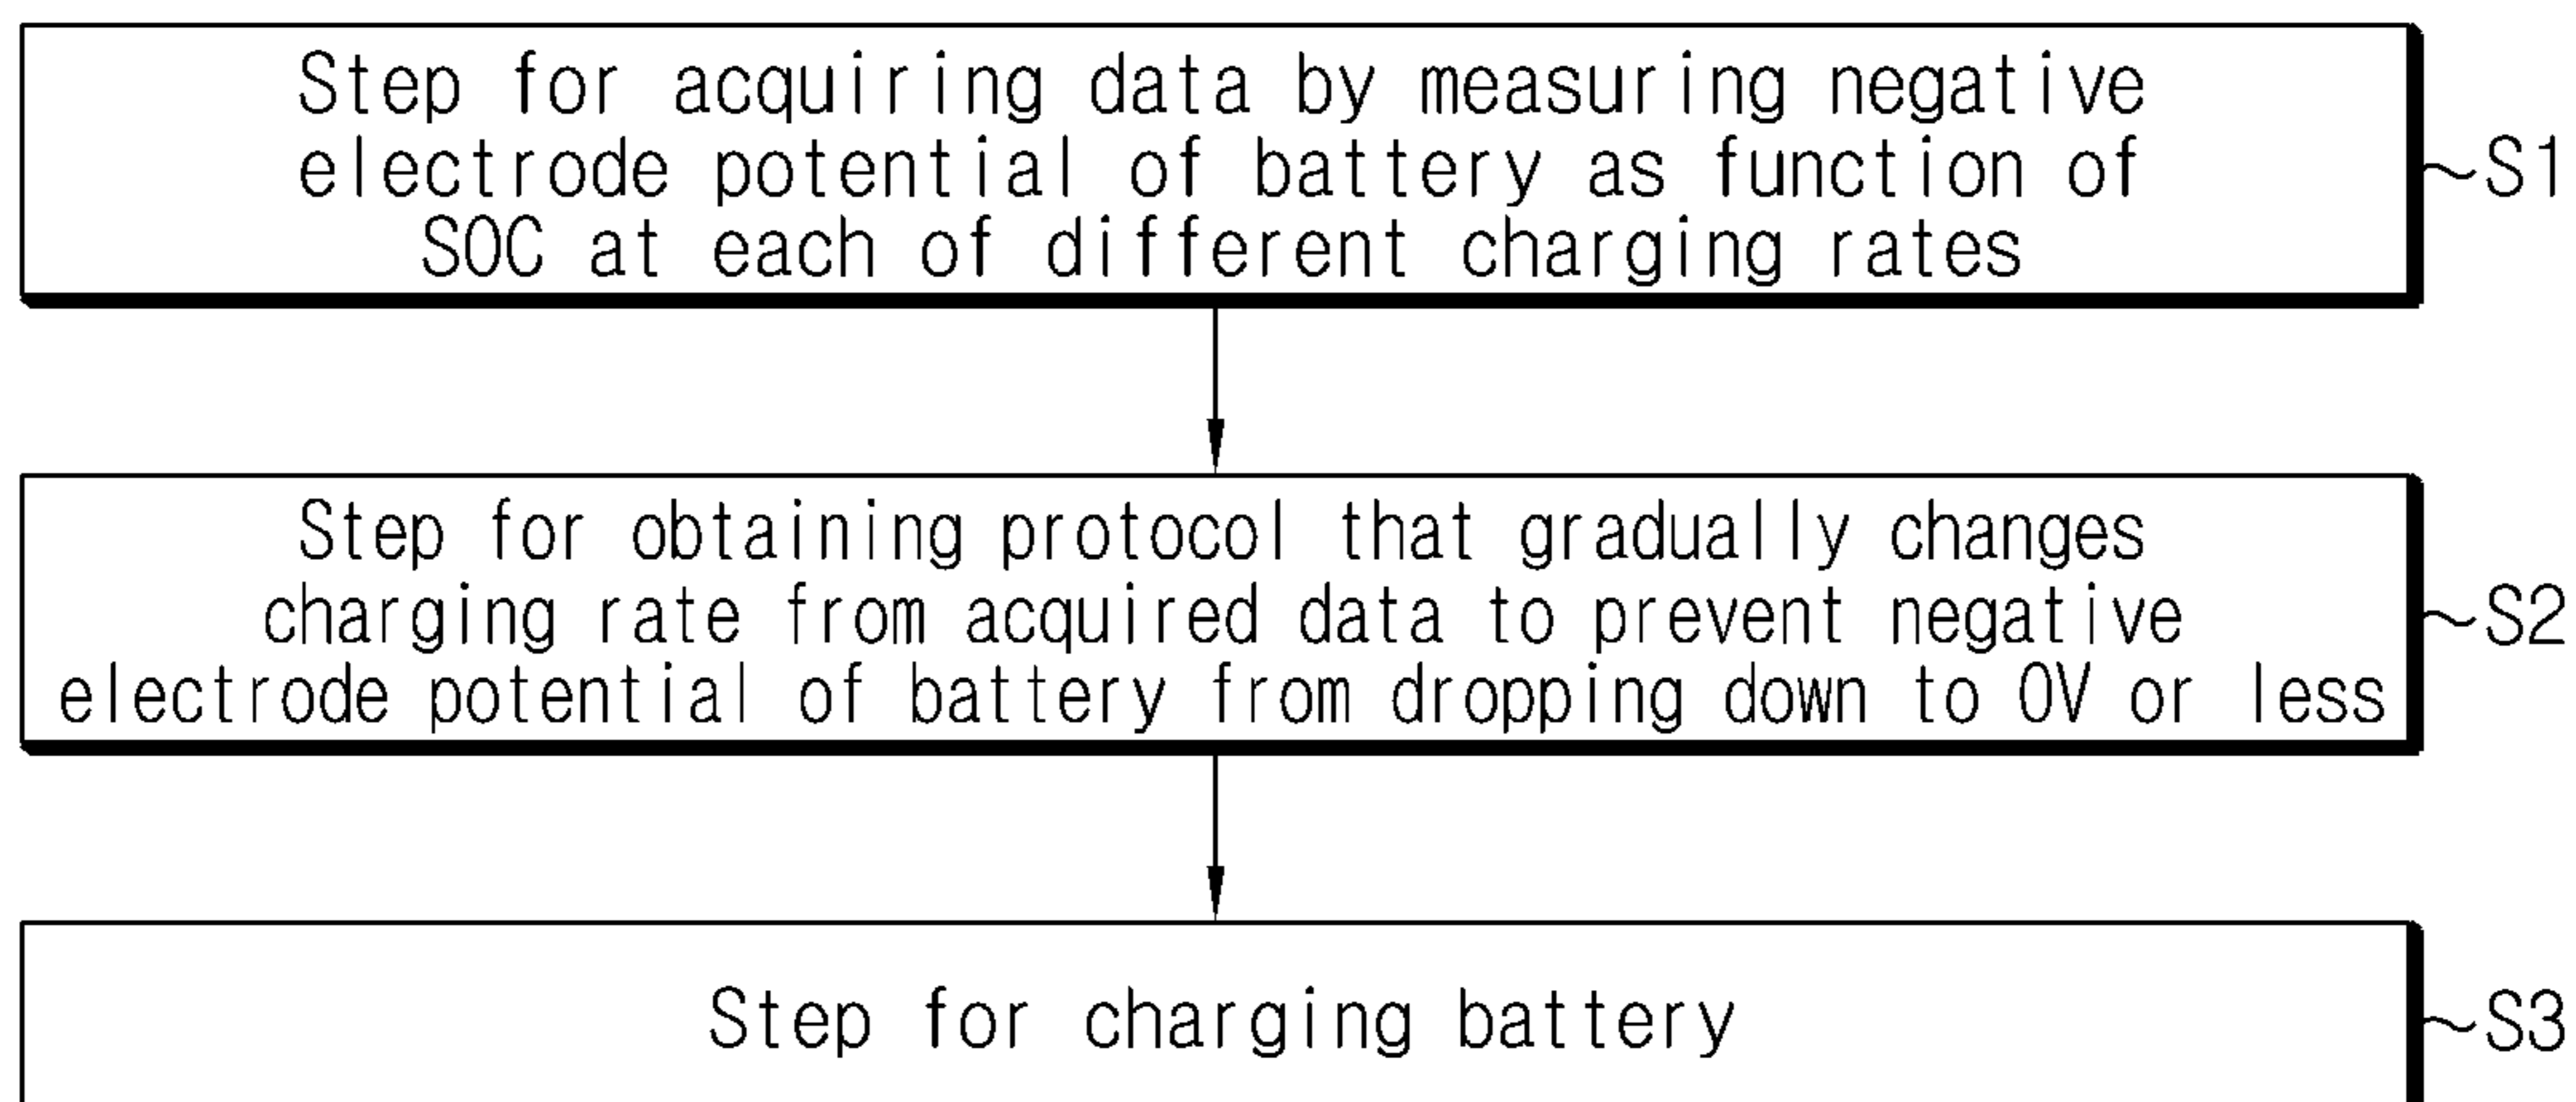 Step for acquiring data by measuring negative
electrode potential of battery as function of
SOC at each of different charging rates
S1
Step for obtaining protocol that gradually changes
charging rate from acquired data to prevent negative
electrode potential of battery from dropping down to 0V or less
S2
Step for charging battery
S3